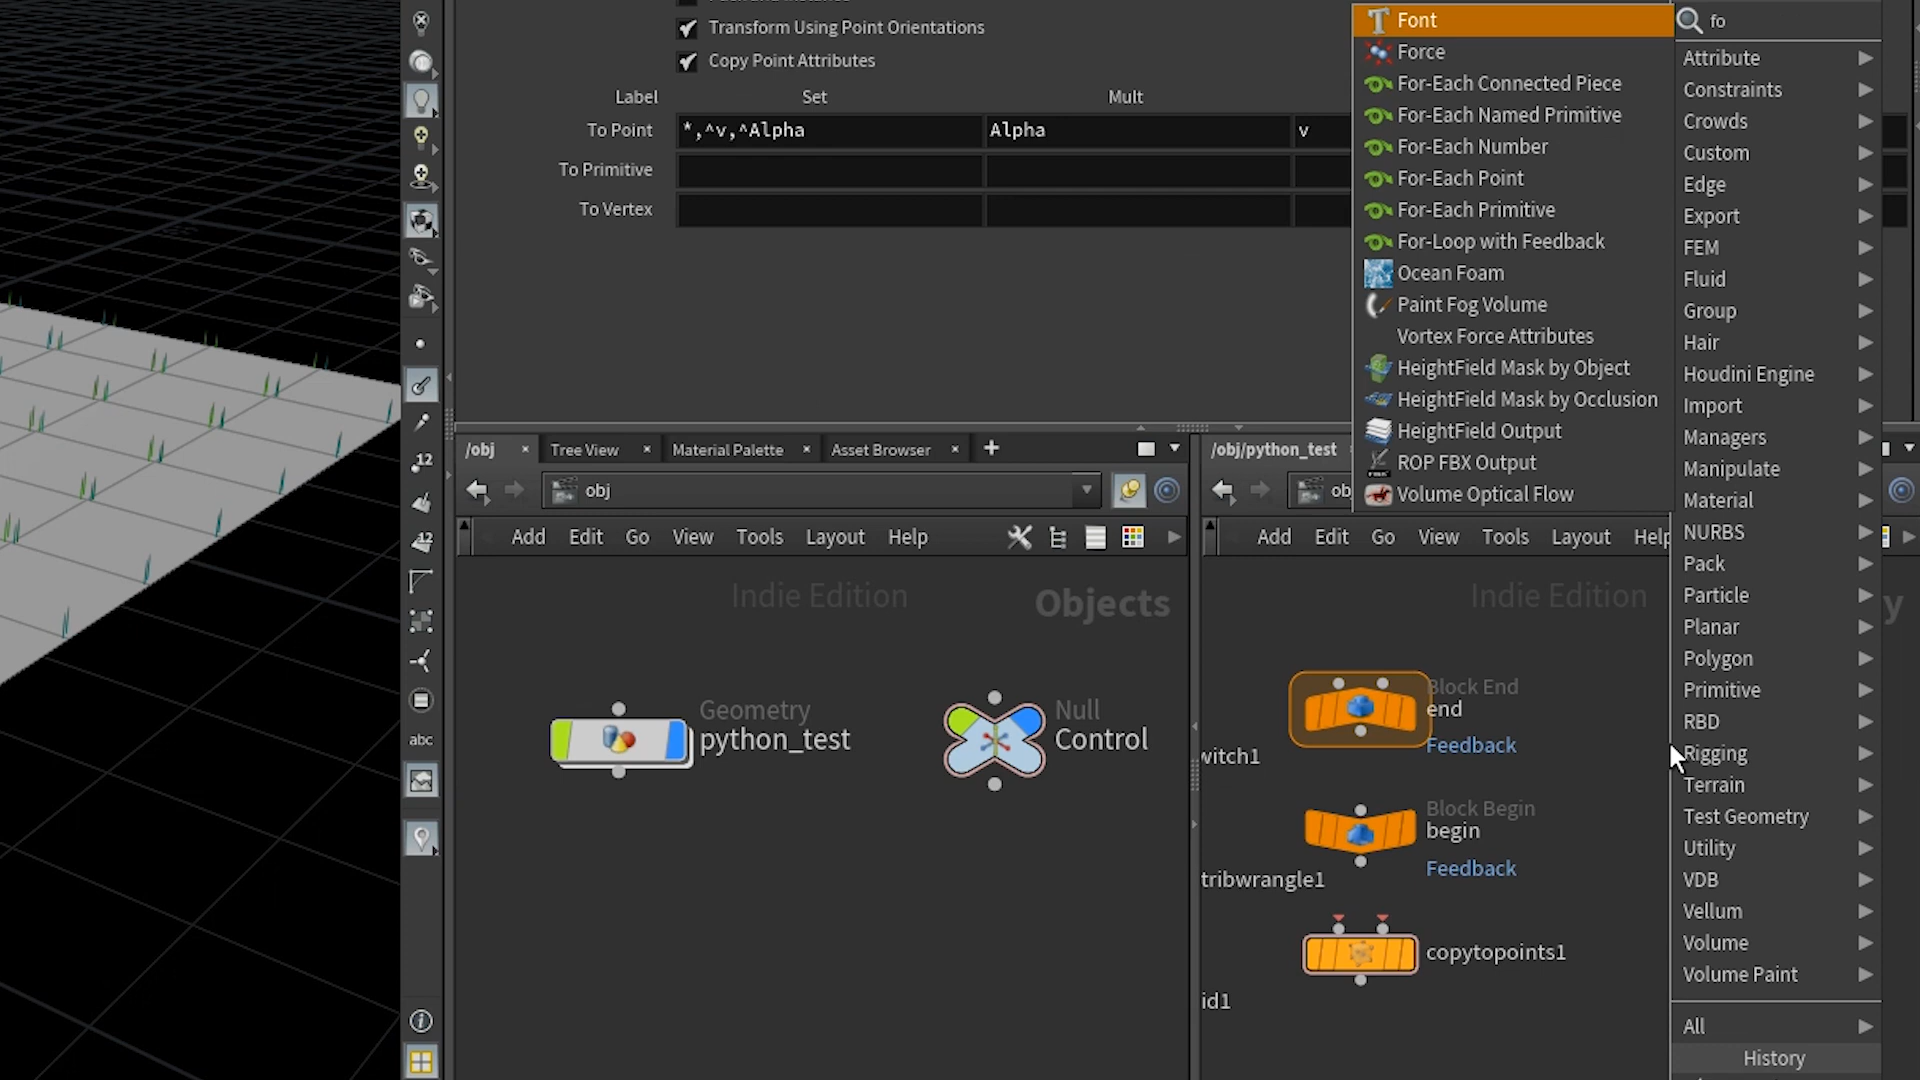 Transform Using Point Orientations
Copy Point Attributes
Label Set Mult
To Point *,^v,^Alpha Alpha v
To Primitive
To Vertex
fo
Font
Force
For-Each Connected Piece
For-Each Named Primitive
For-Each Number
For-Each Point
For-Each Primitive
For-Loop with Feedback
Ocean Foam
Paint Fog Volume
Vortex Force Attributes
HeightField Mask by Object
HeightField Mask by Occlusion
HeightField Output
ROP FBX Output
Volume Optical Flow
Attribute
Constraints
Crowds
Custom
Edge
Export
FEM
Fluid
Group
Hair
Houdini Engine
Import
Managers
Manipulate
Material
NURBS
Pack
Particle
Planar
Polygon
Primitive
RBD
Rigging
Terrain
Test Geometry
Utility
VDB
Vellum
Volume
Volume Paint
All
History
12
12
abc
/obj Tree View Material Palette Asset Browser
obj
Add Edit Go View Tools Layout Help
Indie Edition Objects
Geometry
python_test
Null
Control
/obj/python_test
ob
Add Edit Go View Tools Layout Help
Indie Edition y
Block End
end
Feedback
witch1
Block Begin
begin
Feedback
tribwrangle1
copytopoints1
id1